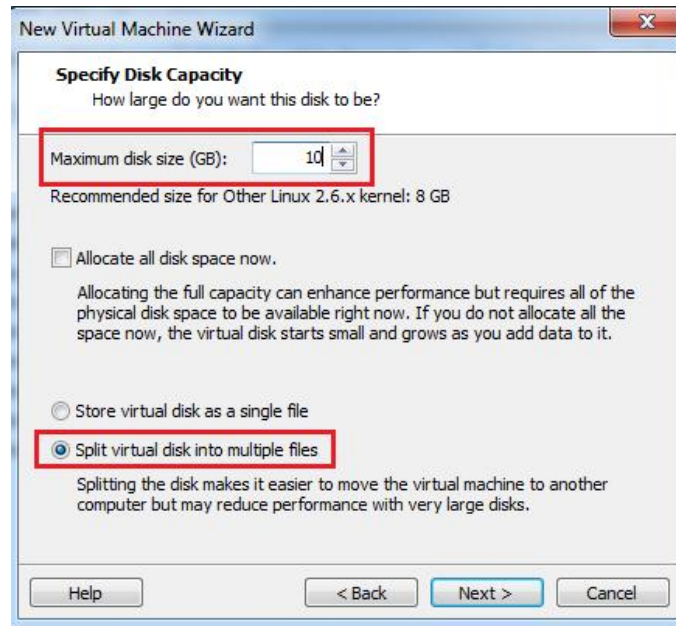 New Virtual Machine Wizard
Specify Disk Capacity
How large do you want this disk to be?
Maximum disk size (GB): 10
Recommended size for Other Linux 2.6.x kernel: 8 GB
Allocate all disk space now.
Allocating the full capacity can enhance performance but requires all of the
physical disk space to be available right now. If you do not allocate all the
space now, the virtual disk starts small and grows as you add data to it.
Store virtual disk as a single file
Split virtual disk into multiple files
Splitting the disk makes it easier to move the virtual machine to another
computer but may reduce performance with very large disks.
Help < Back Next > Cancel